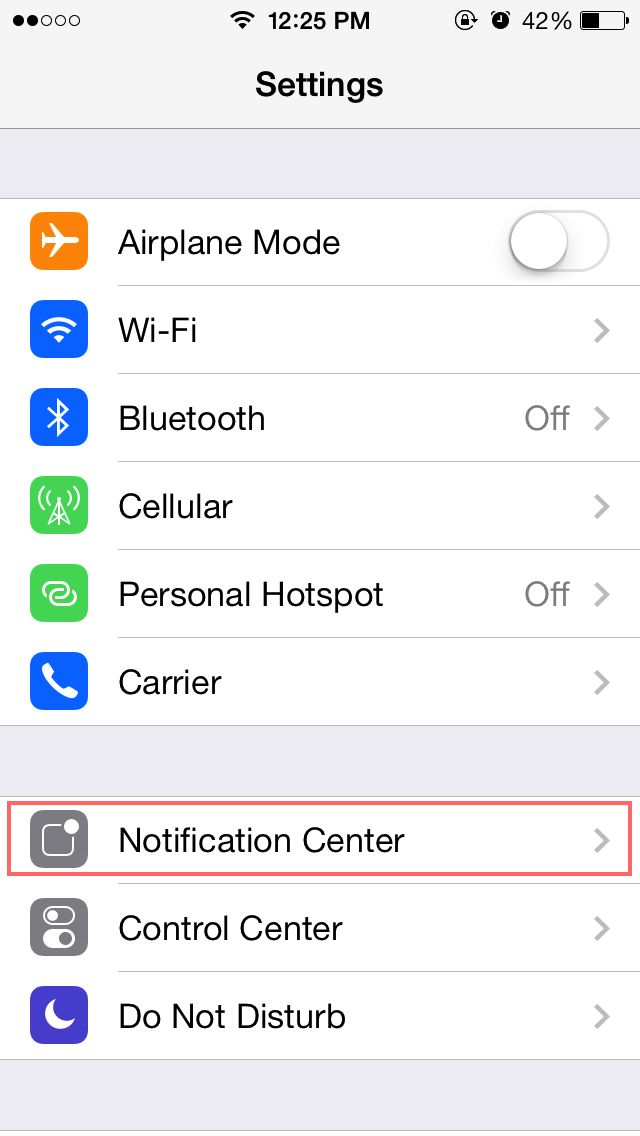 12:25 PM 42%
Settings
Airplane Mode
Wi-Fi
Bluetooth Off
Cellular
Personal Hotspot Off
Carrier
Notification Center
Control Center
Do Not Disturb